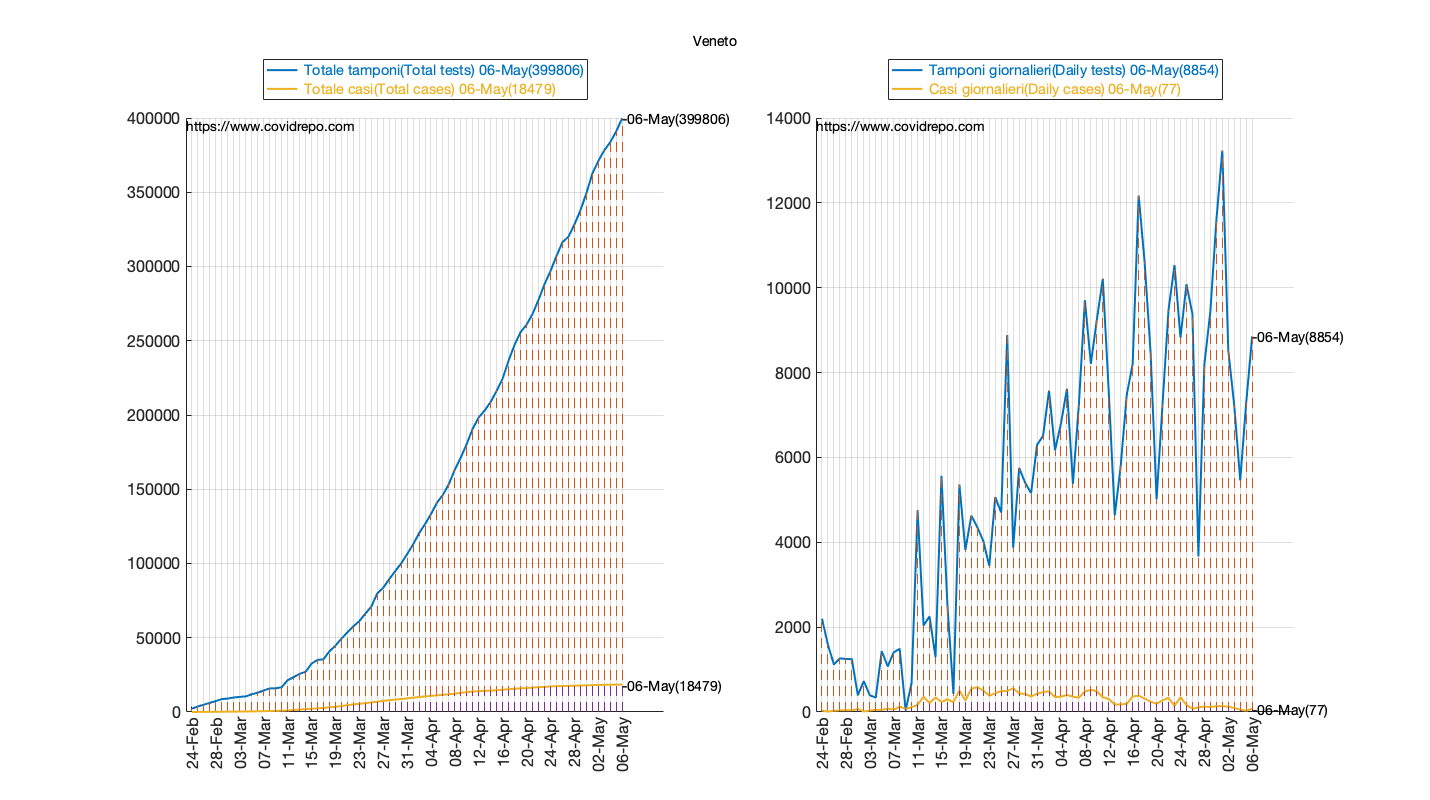 Veneto
Totale tamponi(Total tests) 06-May(399806)
Totale casi(Total cases) 06-May(18479)
400000
350000
300000
250000
200000
150000
100000
50000
0
https://www.covidrepo.com
06-May(399806)
06-May(18479)
24-Feb
28-Feb
03-Mar
07-Mar
11-Mar
15-Mar
19-Mar
23-Mar
27-Mar
31-Mar
04-Apr
08-Apr
12-Apr
16-Apr
20-Apr
24-Apr
28-Apr
02-May
06-May
Tamponi giornalieri(Daily tests) 06-May(8854)
Casi giornalieri(Daily cases) 06-May(77)
14000
12000
10000
8000
6000
4000
2000
0
https://www.covidrepo.com
06-May(8854)
06-May(77)
24-Feb
28-Feb
03-Mar
07-Mar
11-Mar
15-Mar
19-Mar
23-Mar
27-Mar
31-Mar
04-Apr
08-Apr
12-Apr
16-Apr
20-Apr
24-Apr
28-Apr
02-May
06-May